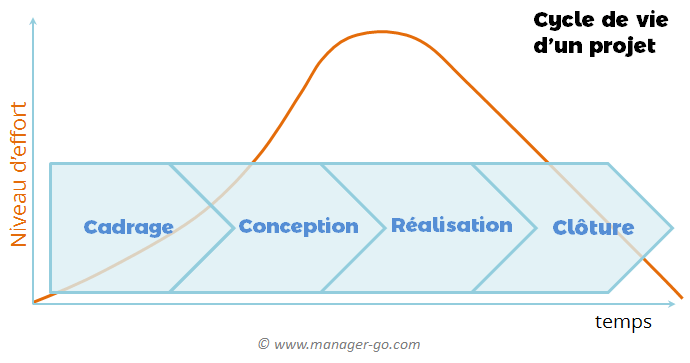 Cycle de vie
d'un projet
Niveau d'effort
Cadrage
Conception
Réalisation
Clôture
temps
© www.manager-go.com